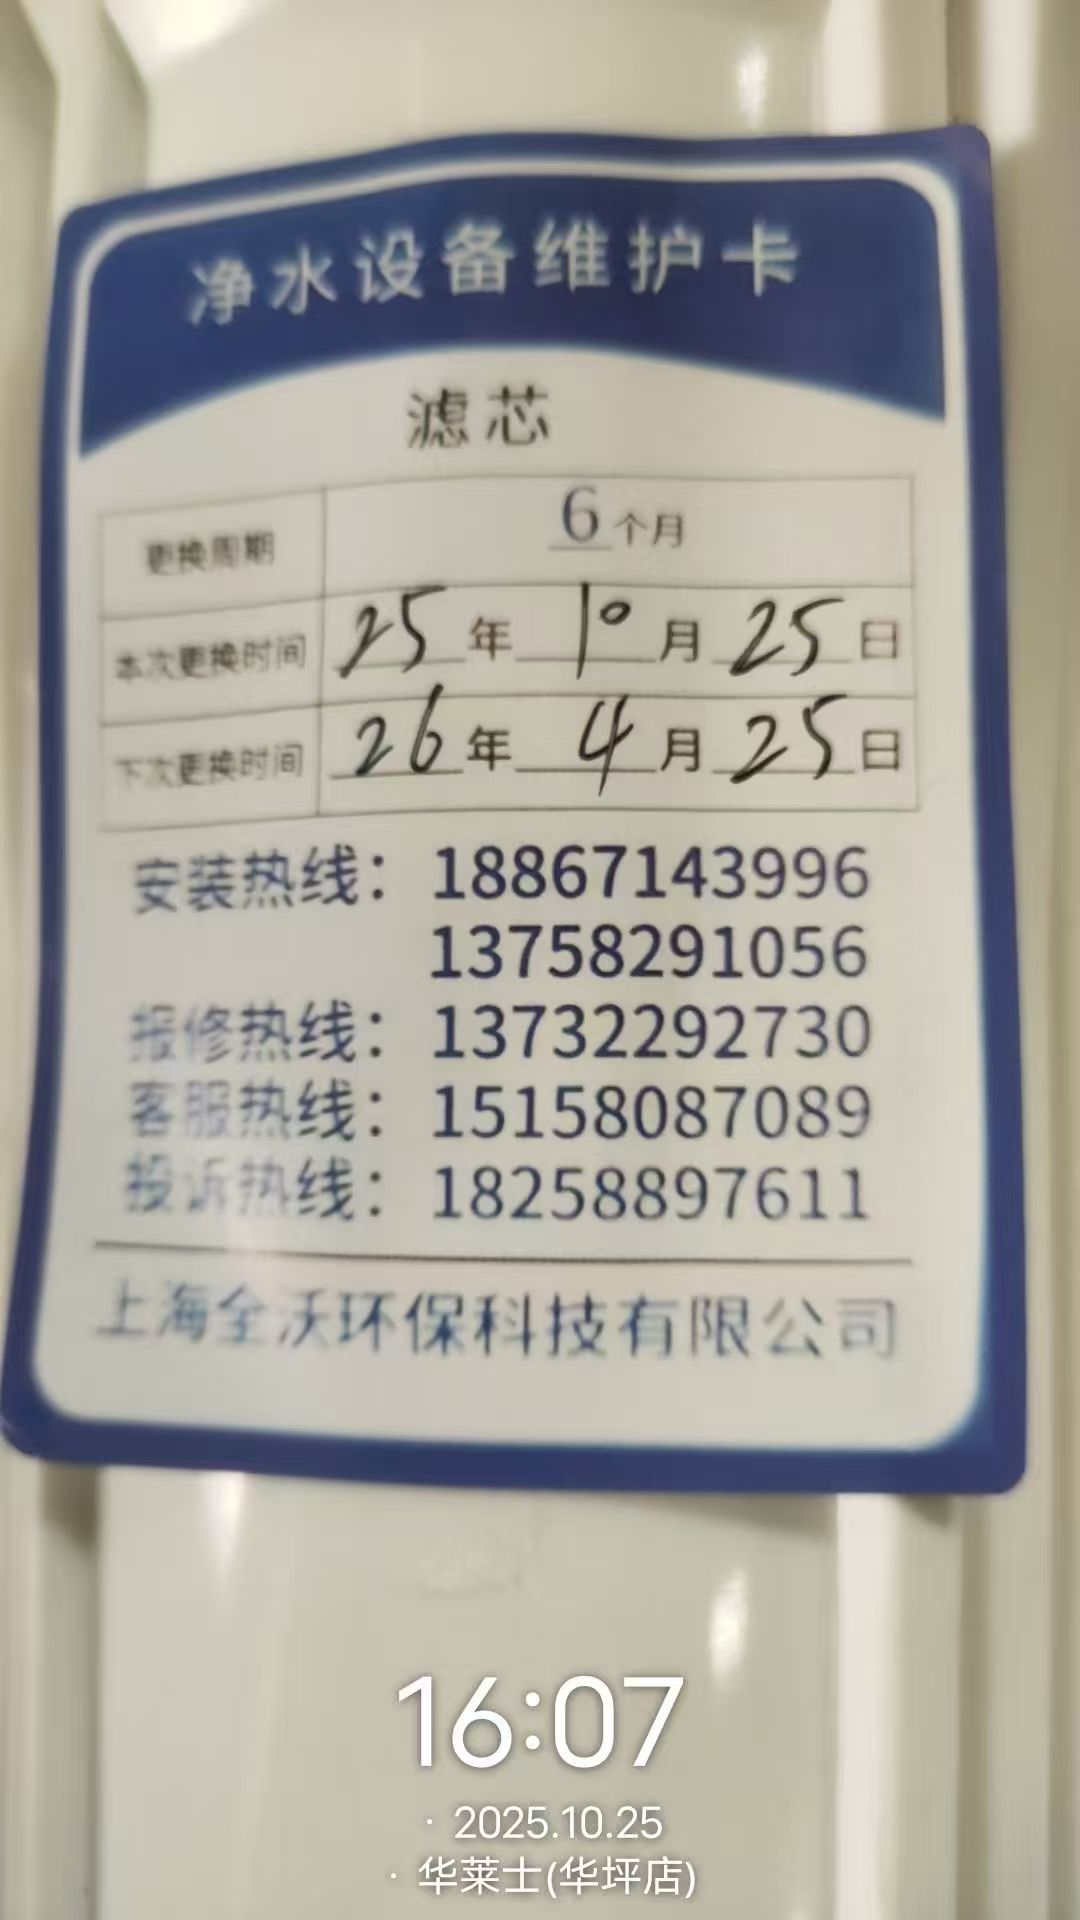 净水设备维护卡
滤芯
更换周期 6个月
本次更换时间 25年10月25日
下次更换时间 26年4月25日
安装热线：18867143996
13758291056
报修热线：13732292730
客服热线：15158087089
投诉热线：18258897611
上海全沃环保科技有限公司
16:07
· 2025.10.25
· 华莱士(华坪店)